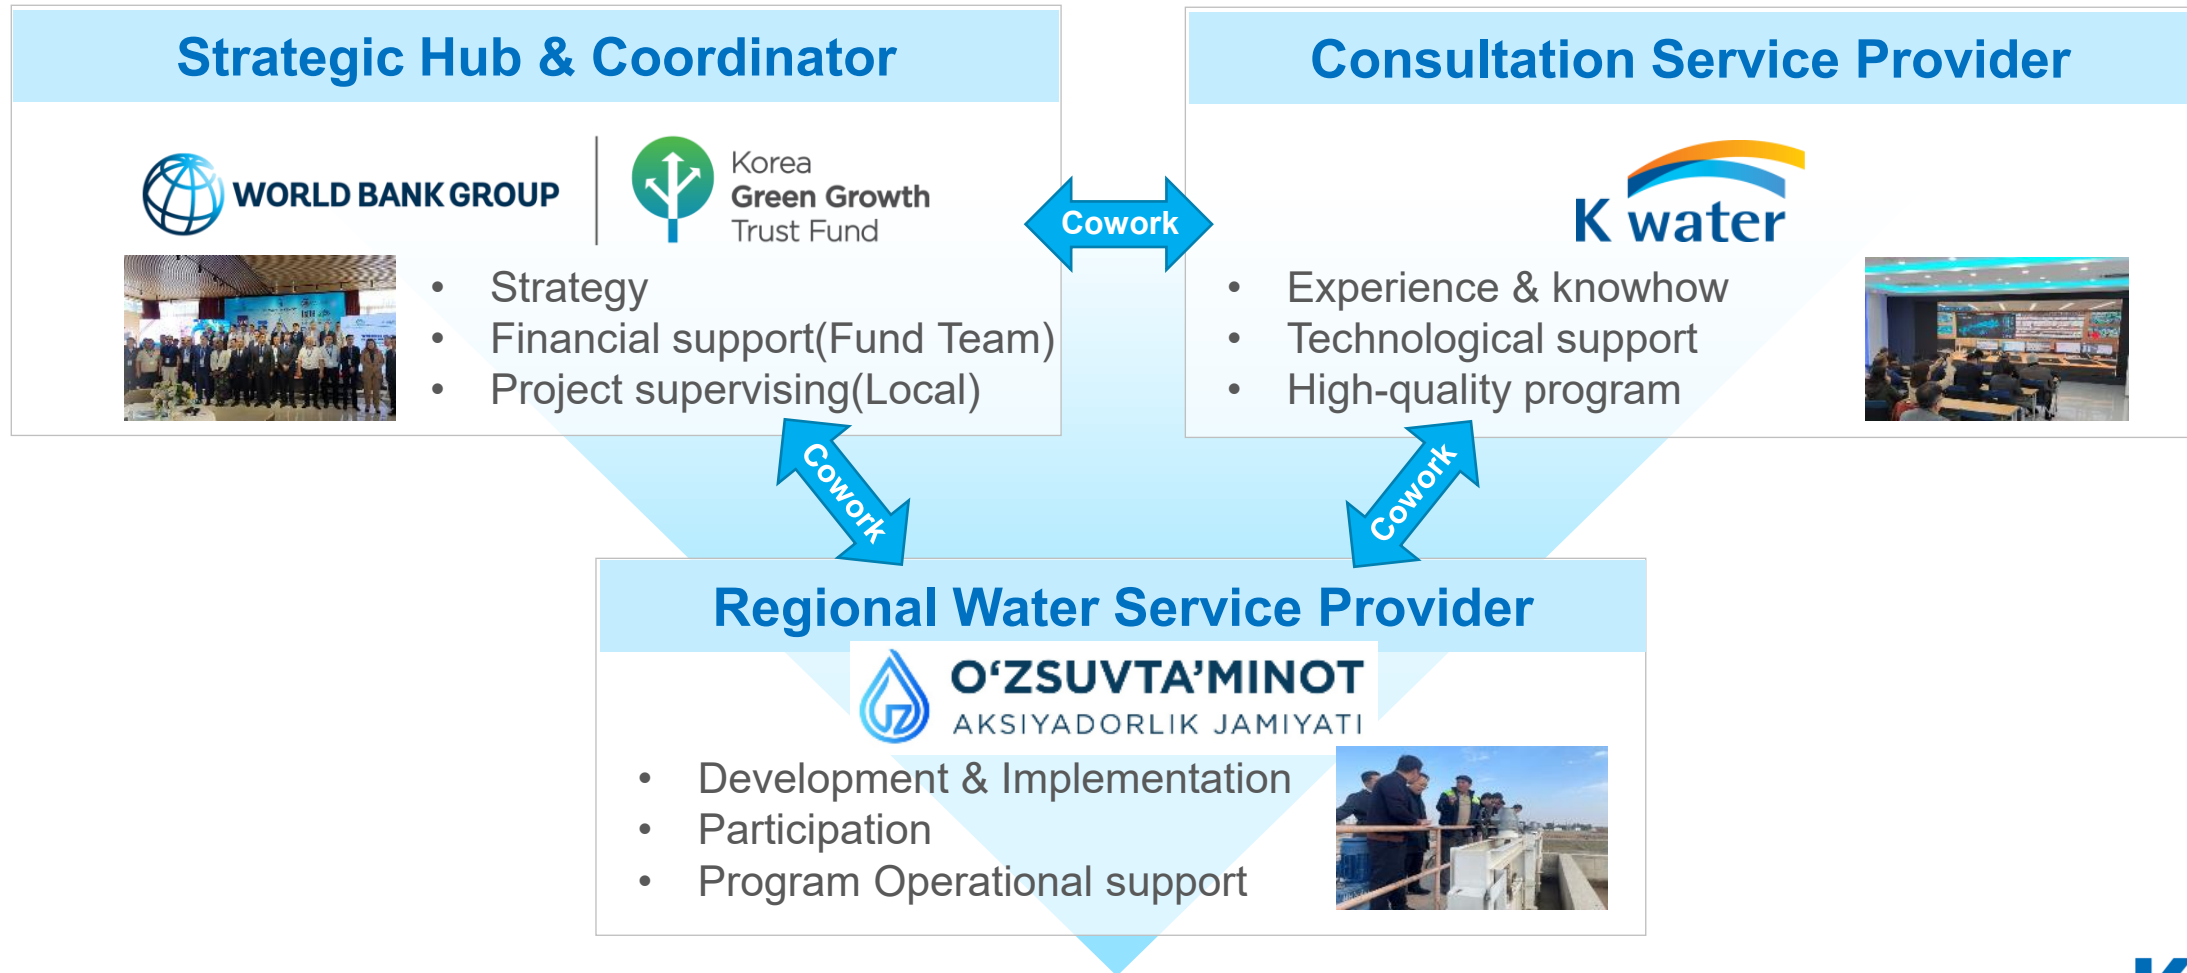 Strategic Hub & Coordinator
WORLD BANK GROUP
Korea
Green Growth
Trust Fund
• Strategy
• Financial support(Fund Team)
• Project supervising(Local)
Cowork
Consultation Service Provider
K water
• Experience & knowhow
• Technological support
• High-quality program
Cowork
Cowork
Regional Water Service Provider
O‘ZSUVTA’MINOT
AKSIYADORLIK JAMIYATI
• Development & Implementation
• Participation
• Program Operational support